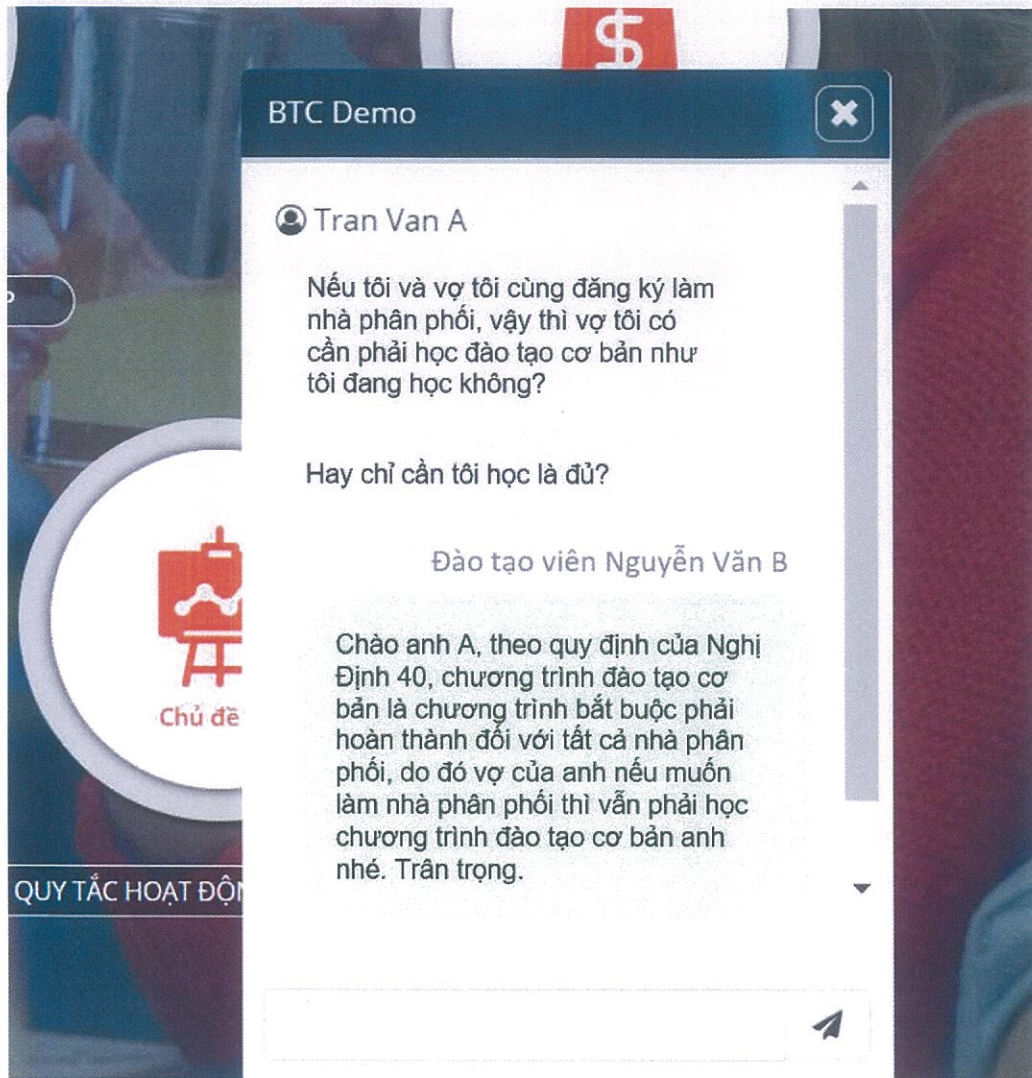 $
BTC Demo
Tran Van A
Nếu tôi và vợ tôi cùng đăng ký làm
nhà phân phối, vậy thì vợ tôi có
cần phải học đào tạo cơ bản như
tôi đang học không?
Hay chỉ cần tôi học là đủ?
Đào tạo viên Nguyễn Văn B
Chào anh A, theo quy định của Nghị
Định 40, chương trình đào tạo cơ
bản là chương trình bắt buộc phải
hoàn thành đối với tất cả nhà phân
phối, do đó vợ của anh nếu muốn
làm nhà phân phối thì vẫn phải học
chương trình đào tạo cơ bản anh
nhé. Trân trọng.
Chủ đề
QUY TẮC HOẠT ĐỘN